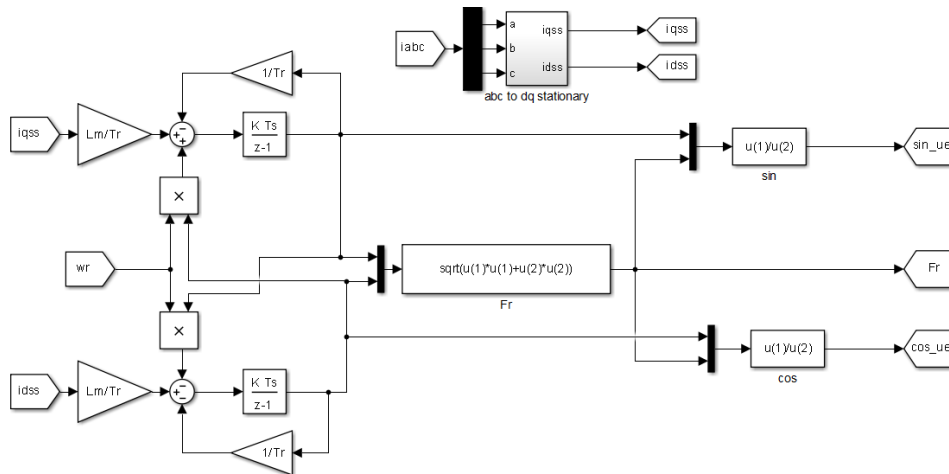 iabc
a
b
c
iqss
idss
abc to dq stationary
iqss
idss
1/Tr
iqss
Lm/Tr
K Ts
z-1
u(1)/u(2)
sin
sin_ue
×
wr
sqrt(u(1)*u(1)+u(2)*u(2))
Fr
Fr
×
u(1)/u(2)
cos
cos_ue
idss
Lm/Tr
K Ts
z-1
1/Tr